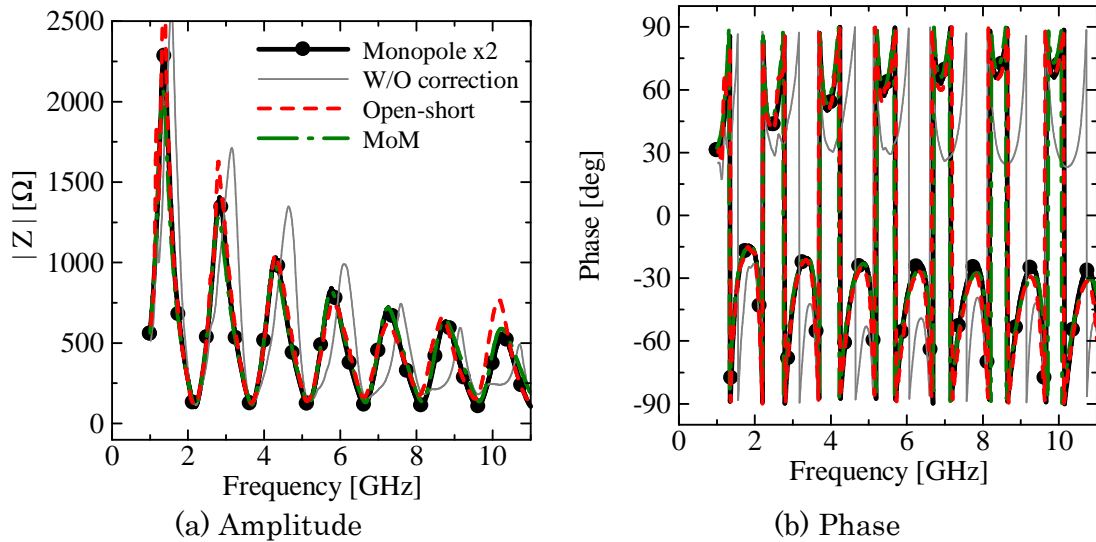 2500
2000
1500
1000
500
0
| Z | [Ω]
Monopole x2
W/O correction
Open-short
MoM
0 2 4 6 8 10
Frequency [GHz]
(a) Amplitude
90
60
30
0
-30
-60
-90
Phase [deg]
0 2 4 6 8 10
Frequency [GHz]
(b) Phase